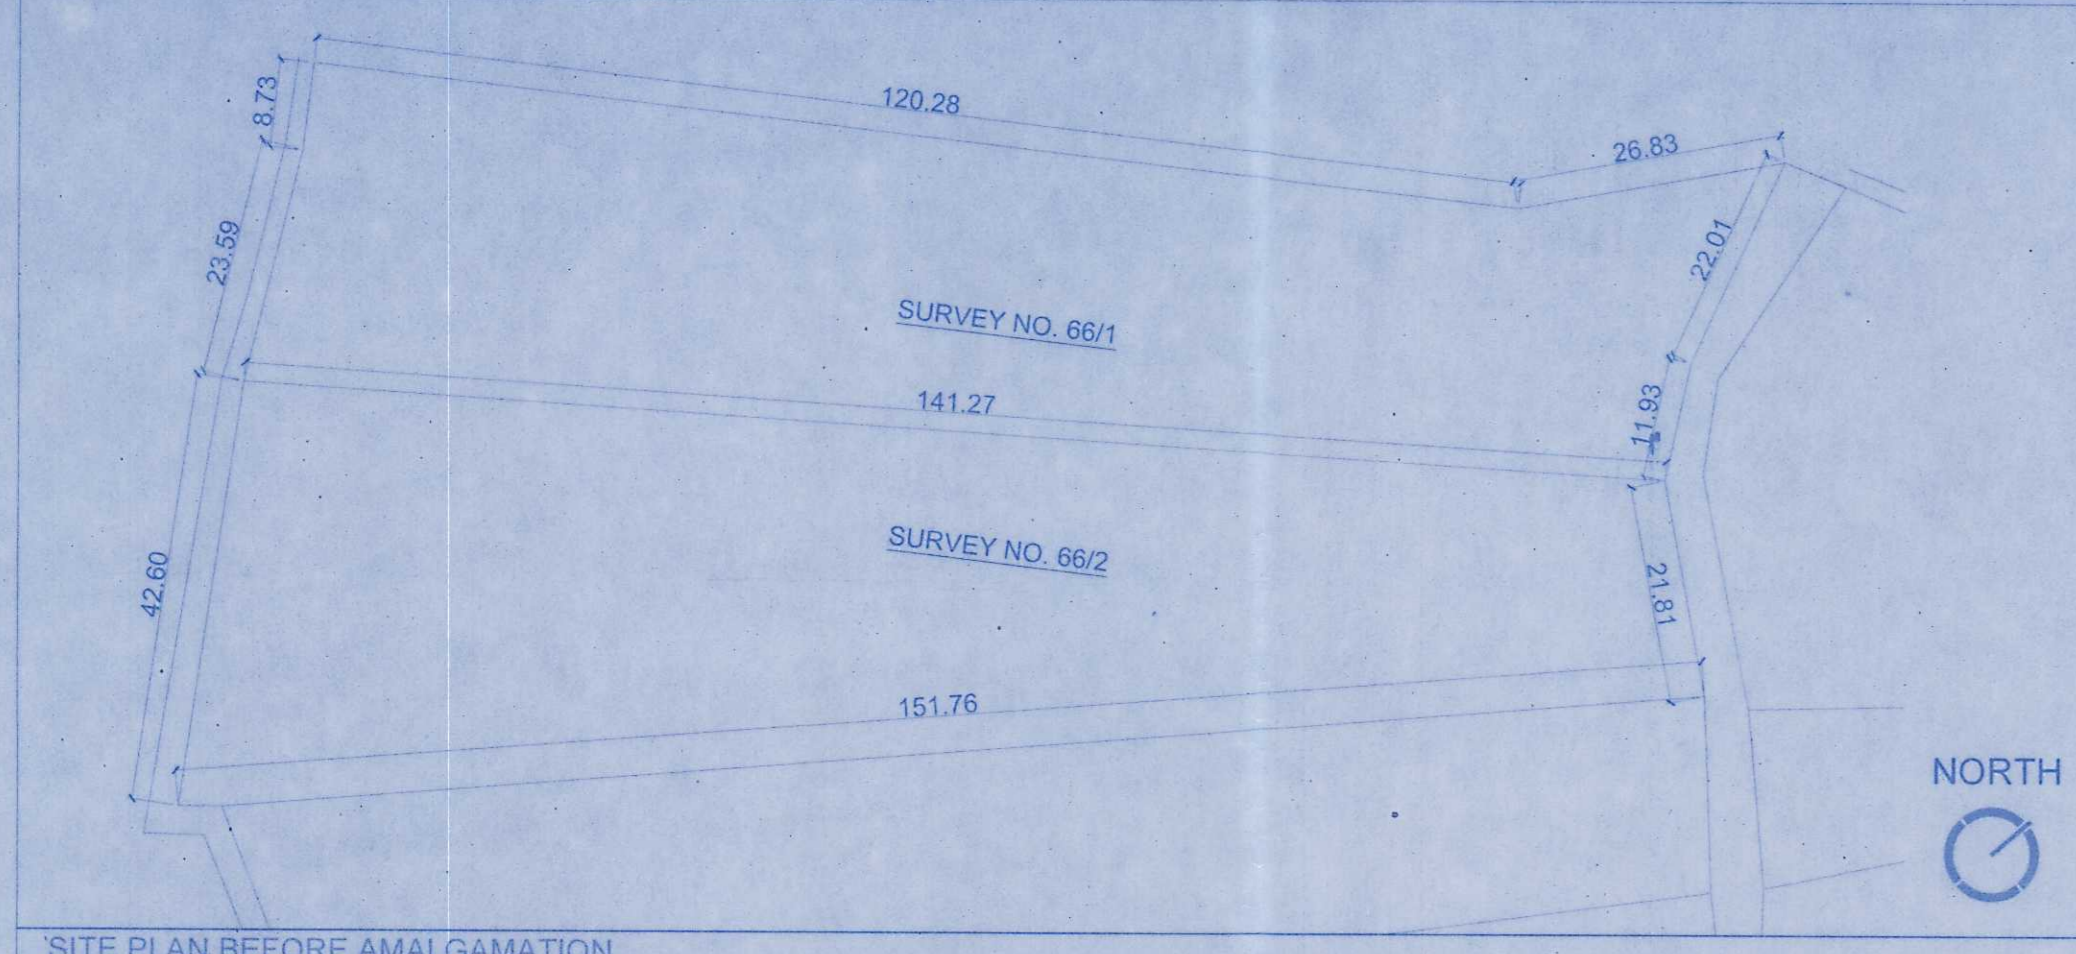 8.73
120.28
26.83
23.59
22.01
SURVEY NO. 66/1
141.27
11.93
SURVEY NO. 66/2
42.60
21.81
151.76
NORTH
'SITE PLAN BEFORE AMALGAMATION